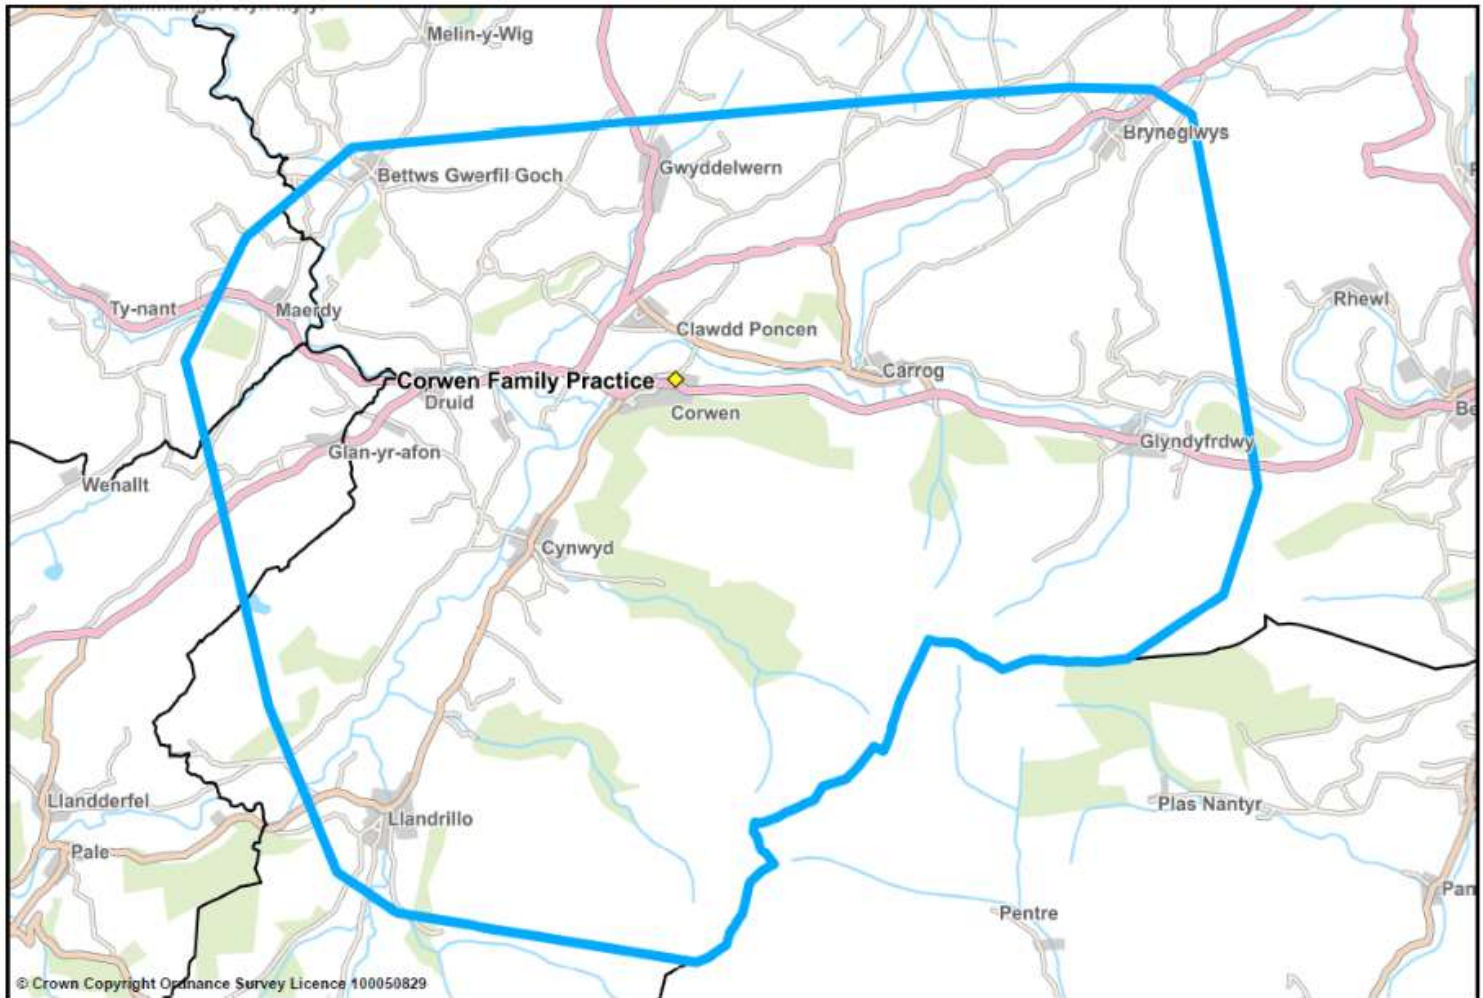 Melin-y-Wig
Bryneglwys
Gwyddelwern
Bettws Gwerfil Goch
Rhewl
Ty-nant
Maerdy
Clawdd Poncen
Carrog
Corwen Family Practice
Druid
Corwen
Glyndyfrdwy
Glan-yr-afon
Wenallt
Cynwyd
Llandderfel
Plas Nantyr
Llandrillo
Pale
Pentre
© Crown Copyright Ordnance Survey Licence 100050829